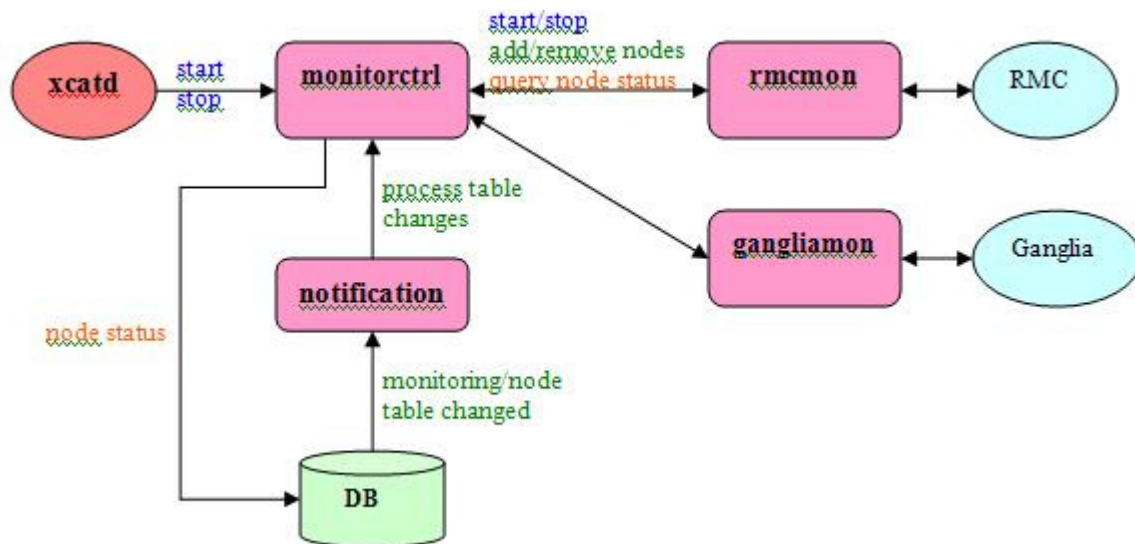 start/stop
add/remove nodes
query node status
xcatd
start
stop
monitorctrl
rmcmon
RMC
process table
changes
gangliamon
Ganglia
notification
node status
monitoring/node
table changed
DB